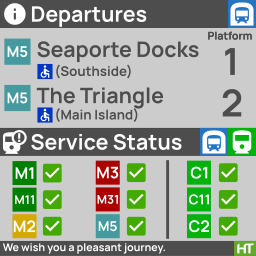 i Departures
Platform
M5 Seaporte Docks 1
(Southside)
M5 The Triangle 2
(Main Island)
Service Status
M1 M3 C1
M11 M31 C11
M2 M5 C2
We wish you a pleasant journey. HT